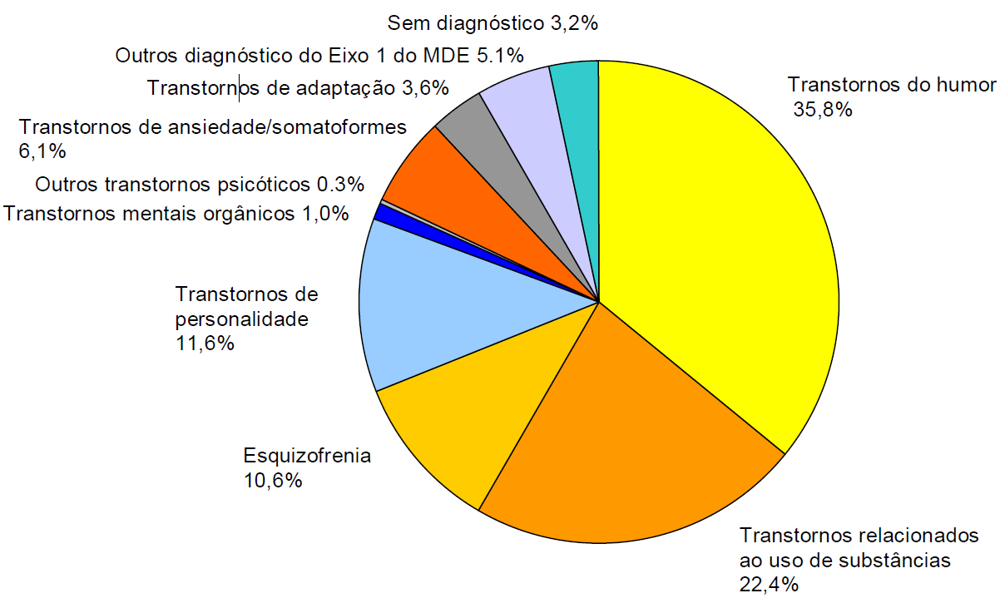 Sem diagnóstico 3,2%
Outros diagnóstico do Eixo 1 do MDE 5.1%
Transtornos de adaptação 3,6%
Transtornos do humor
35,8%
Transtornos de ansiedade/somatoformes
6,1%
Outros transtornos psicóticos 0.3%
Transtornos mentais orgânicos 1,0%
Transtornos de
personalidade
11,6%
Esquizofrenia
10,6%
Transtornos relacionados
ao uso de substâncias
22,4%